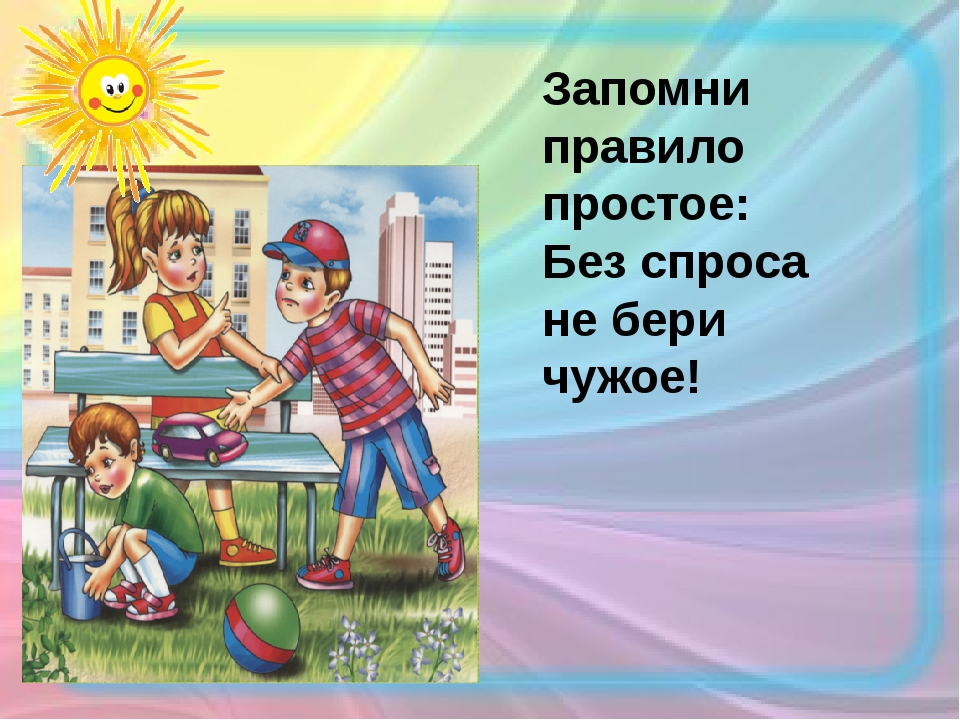 Запомни
правило
простое:
Без спроса
не бери
чужое!